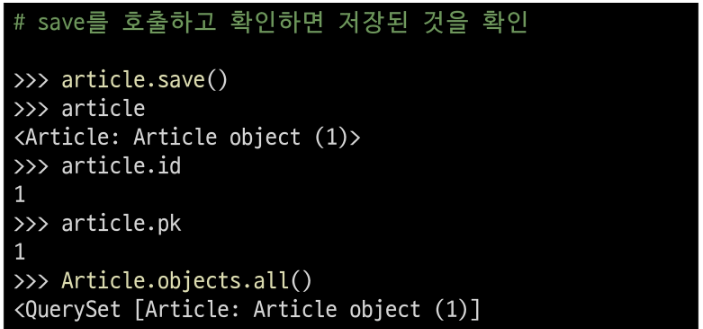 # save를 호출하고 확인하면 저장된 것을 확인
>>> article.save()
>>> article
<Article: Article object (1)>
>>> article.id
1
>>> article.pk
1
>>> Article.objects.all()
<QuerySet [Article: Article object (1)]